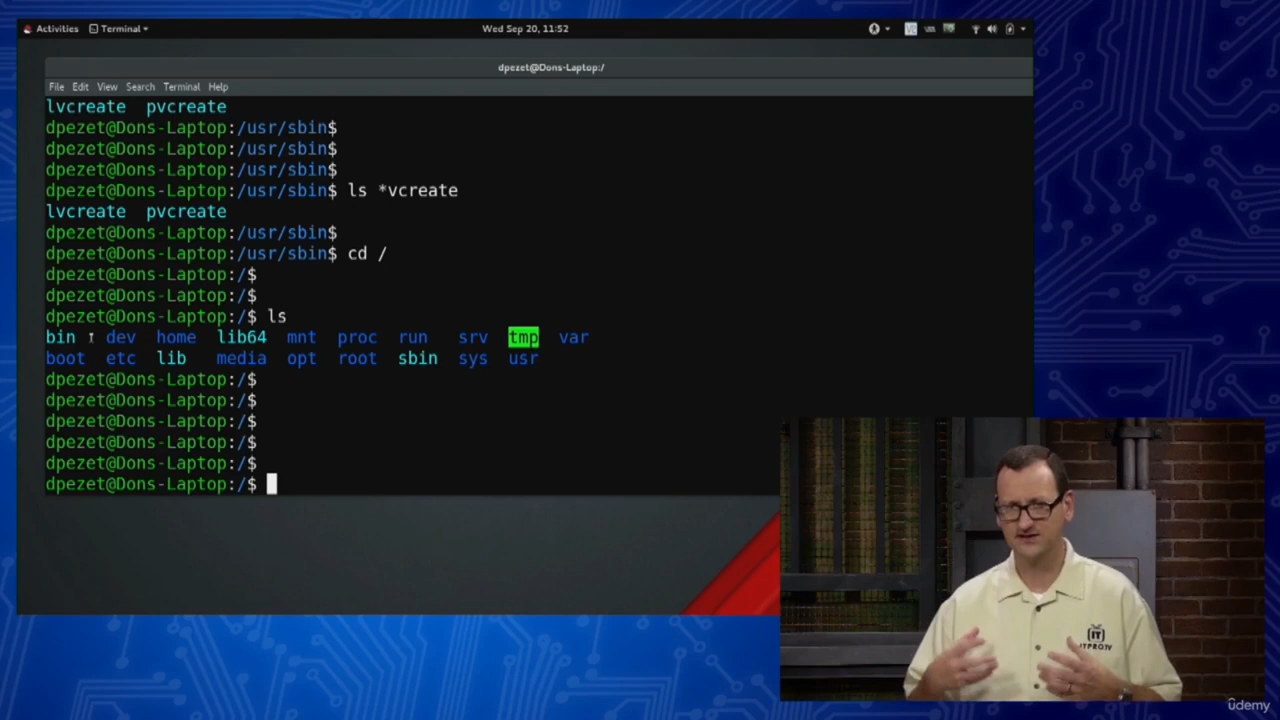 Activities Terminal Wed Sep 20, 11:52
dpezet@Dons-Laptop:/
File Edit View Search Terminal Help
lvcreate pvcreate
dpezet@Dons-Laptop:/usr/sbin$
dpezet@Dons-Laptop:/usr/sbin$
dpezet@Dons-Laptop:/usr/sbin$
dpezet@Dons-Laptop:/usr/sbin$ ls *vcreate
lvcreate pvcreate
dpezet@Dons-Laptop:/usr/sbin$
dpezet@Dons-Laptop:/usr/sbin$ cd /
dpezet@Dons-Laptop:/$
dpezet@Dons-Laptop:/$
dpezet@Dons-Laptop:/$ ls
bin dev home lib64 mnt proc run srv tmp var
boot etc lib media opt root sbin sys usr
dpezet@Dons-Laptop:/$
dpezet@Dons-Laptop:/$
dpezet@Dons-Laptop:/$
dpezet@Dons-Laptop:/$
dpezet@Dons-Laptop:/$
dpezet@Dons-Laptop:/$
IT
ITPROTV
udemy